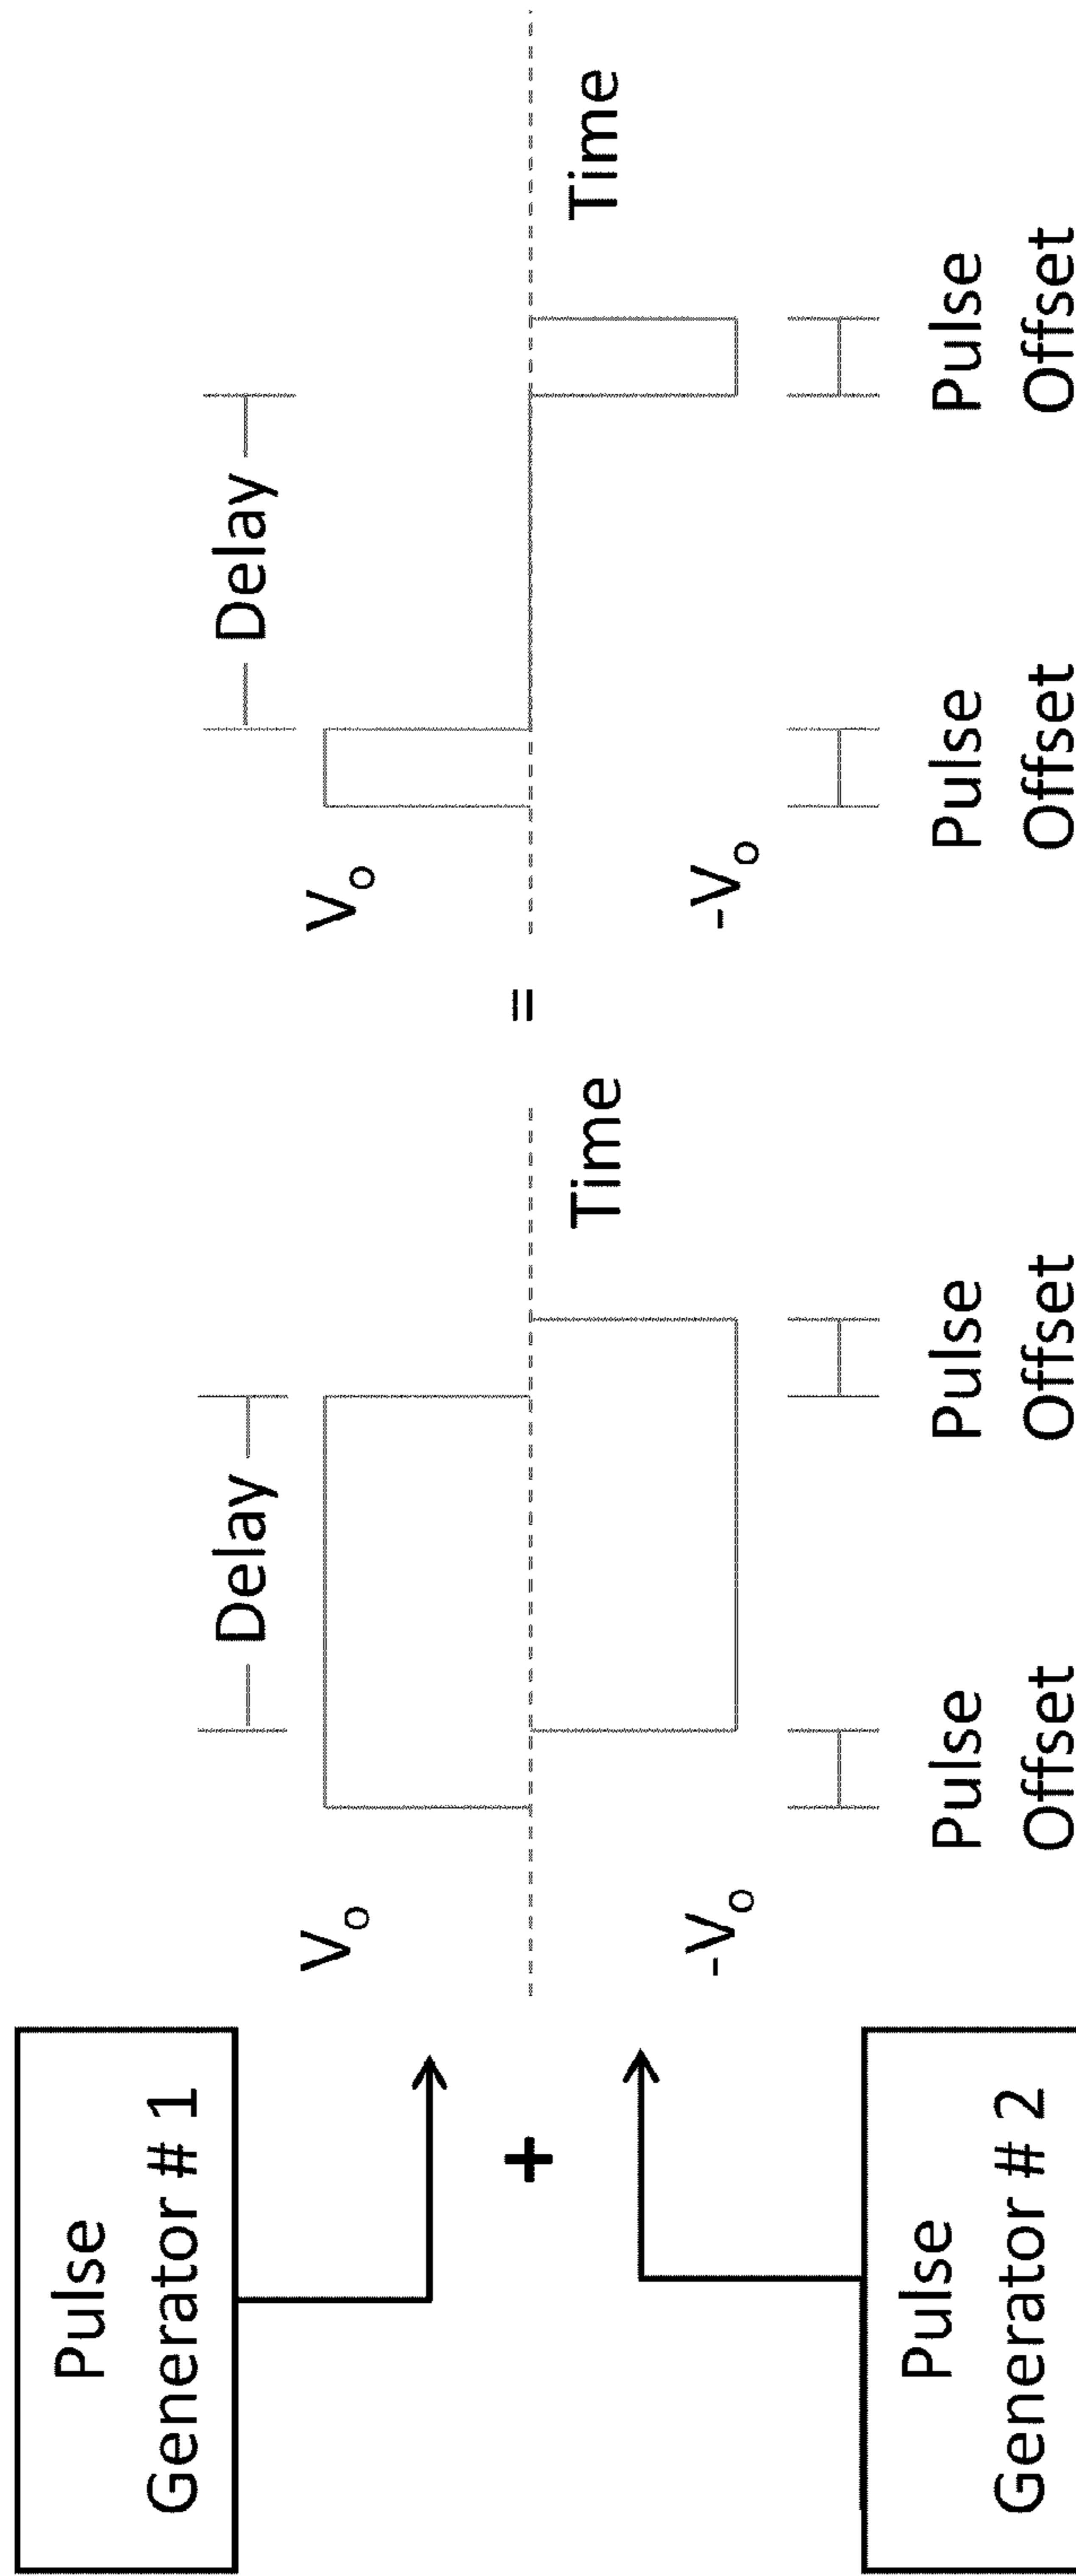 Pulse
Generator # 1
+
Pulse
Generator # 2
Delay
Vo
-Vo
Time
Pulse
Offset
Pulse
Offset
=
Delay
Vo
-Vo
Time
Pulse
Offset
Pulse
Offset